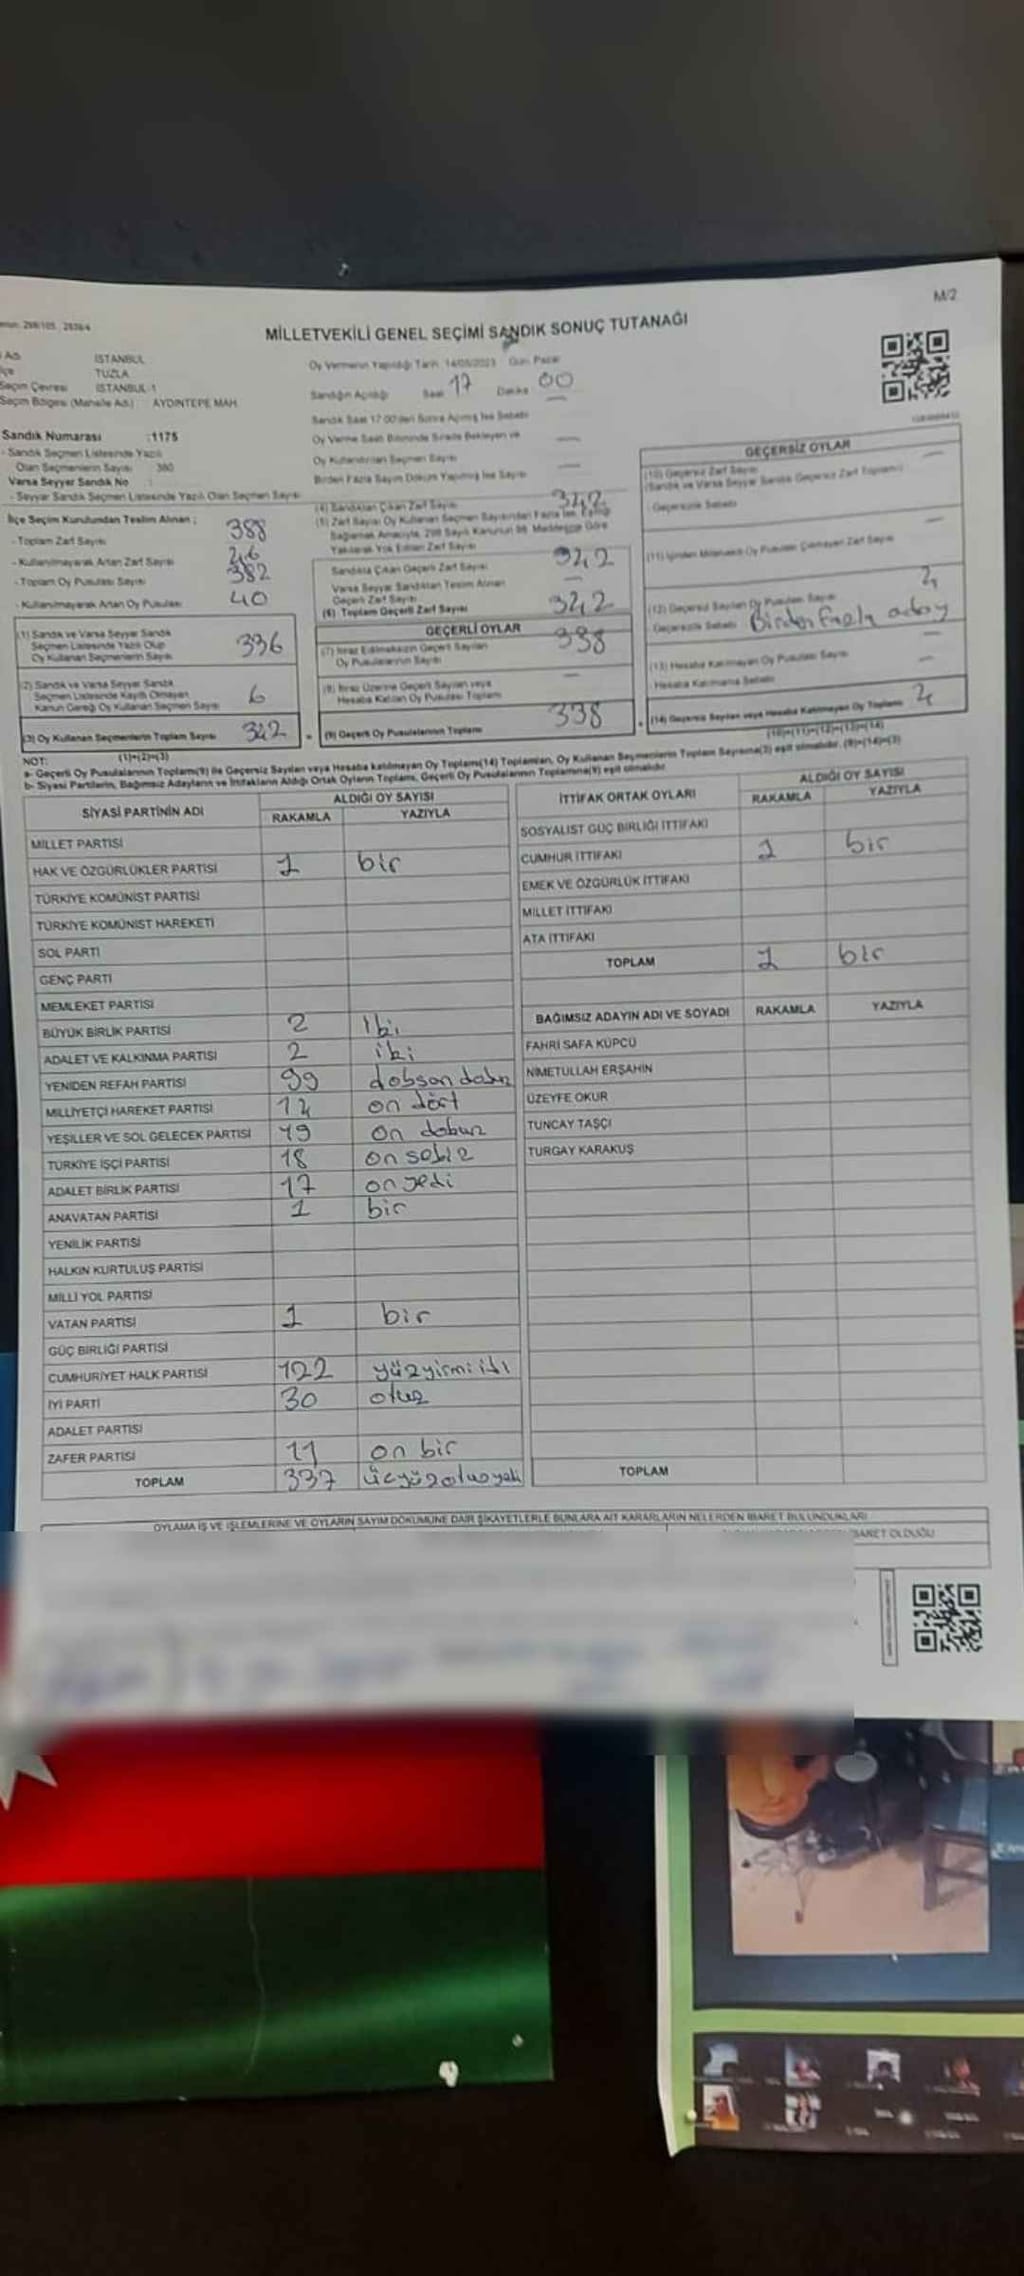 M/2
MİLLETVEKİLİ GENEL SEÇİMİ SANDIK SONUÇ TUTANAĞI
İSTANBUL
TUZLA
Seçim Çevresi İSTANBUL-1
Seçim Bölgesi (Mahalle Adı) : AYDINTEPE MAH.
Oy Vermenin Yapıldığı Tarih 14/05/2023 Gün Pazar
Sandığın Açıldığı Saat 17 Dakika 00
Sandık Saat 17:00'den Sonra Açılmış İse Sebebi
Oy Verme Saati Bitiminde Sırada Bekleyen ve
Oy Kullandırılan Seçmen Sayısı
Birden Fazla Sayım Döküm Yapılmış İse Sayısı
Sandık Numarası :1175
- Sandık Seçmen Listesinde Yazılı
Olan Seçmenlerin Sayısı 380
Varsa Seyyar Sandık No :
- Seyyar Sandık Seçmen Listesinde Yazılı Olan Seçmen Sayısı
İlçe Seçim Kurulundan Teslim Alınan ;
- Toplam Zarf Sayısı 388
- Kullanılmayarak Artan Zarf Sayısı 46
- Toplam Oy Pusulası Sayısı 382
- Kullanılmayarak Artan Oy Pusulası 40
(1) Sandık ve Varsa Seyyar Sandık
Seçmen Listesinde Yazılı Olup
Oy Kullanan Seçmenlerin Sayısı 336
(2) Sandık ve Varsa Seyyar Sandık
Seçmen Listesinde Kayıtlı Olmayan
Kanun Gereği Oy Kullanan Seçmen Sayısı 6
(3) Oy Kullanan Seçmenlerin Toplam Sayısı 342
(1)+(2)=(3)
(4) Sandıktan Çıkan Zarf Sayısı 342
(5) Zarf Sayısı Oy Kullanan Seçmen Sayısından Fazla İse, Eşitliği
Sağlamak Amacıyla, 298 Sayılı Kanunun 98. Maddesine Göre
Yakılarak Yok Edilen Zarf Sayısı
Sandıkta Çıkan Geçerli Zarf Sayısı 342
Varsa Seyyar Sandıktan Teslim Alınan
Geçerli Zarf Sayısı
(6) Toplam Geçerli Zarf Sayısı 342
GEÇERLİ OYLAR
(7) İtiraz Edilmeksizin Geçerli Sayılan
Oy Pusulalarının Sayısı 338
(8) İtiraz Üzerine Geçerli Sayılan veya
Hesaba Katılan Oy Pusulası Toplamı
(9) Geçerli Oy Pusulalarının Toplamı 338
GEÇERSİZ OYLAR
(10) Geçersiz Zarf Sayısı
(Sandık ve Varsa Seyyar Sandık Geçersiz Zarf Toplamı)
Geçersizlik Sebebi
(11) İçinden Milletvekili Oy Pusulası Çıkmayan Zarf Sayısı
(12) Geçersiz Sayılan Oy Pusulası Sayısı 4
Geçersizlik Sebebi Birden fazla aday
(13) Hesaba Katılmayan Oy Pusulası Sayısı
Hesaba Katılmama Sebebi
(14) Geçersiz Sayılan veya Hesaba Katılmayan Oy Toplamı 4
(10)+(11)+(12)+(13)=(14)
NOT:
a- Geçerli Oy Pusulalarının Toplamı(9) ile Geçersiz Sayılan veya Hesaba katılmayan Oy Toplamı(14) Toplamları, Oy Kullanan Seçmenlerin Toplam Sayısına(3) eşit olmalıdır. (9)+(14)=(3)
b- Siyasi Partilerin, Bağımsız Adayların ve İttifakların Aldığı Ortak Oyların Toplamı, Geçerli Oy Pusulalarının Toplamına(9) eşit olmalıdır.
SİYASİ PARTİNİN ADI ALDIĞI OY SAYISI
RAKAMLA YAZIYLA
MİLLET PARTİSİ
HAK VE ÖZGÜRLÜKLER PARTİSİ 1 bir
TÜRKİYE KOMÜNİST PARTİSİ
TÜRKİYE KOMÜNİST HAREKETİ
SOL PARTİ
GENÇ PARTİ
MEMLEKET PARTİSİ
BÜYÜK BİRLİK PARTİSİ 2 iki
ADALET VE KALKINMA PARTİSİ 2 iki
YENİDEN REFAH PARTİSİ 99 doksan dokuz
MİLLİYETÇİ HAREKET PARTİSİ 14 on dört
YEŞİLLER VE SOL GELECEK PARTİSİ 19 on dokuz
TÜRKİYE İŞÇİ PARTİSİ 18 on sekiz
ADALET BİRLİK PARTİSİ 17 on yedi
ANAVATAN PARTİSİ 1 bir
YENİLİK PARTİSİ
HALKIN KURTULUŞ PARTİSİ
MİLLİ YOL PARTİSİ
VATAN PARTİSİ 1 bir
GÜÇ BİRLİĞİ PARTİSİ
CUMHURİYET HALK PARTİSİ 122 yüzyirmi iki
İYİ PARTİ 30 otuz
ADALET PARTİSİ
ZAFER PARTİSİ 11 on bir
TOPLAM 337 üçyüzotuzyedi
İTTİFAK ORTAK OYLARI ALDIĞI OY SAYISI
RAKAMLA YAZIYLA
SOSYALİST GÜÇ BİRLİĞİ İTTİFAKI
CUMHUR İTTİFAKI 1 bir
EMEK VE ÖZGÜRLÜK İTTİFAKI
MİLLET İTTİFAKI
ATA İTTİFAKI
TOPLAM 1 bir
BAĞIMSIZ ADAYIN ADI VE SOYADI RAKAMLA YAZIYLA
FAHRİ SAFA KÜPCÜ
NİMETULLAH ERŞAHİN
ÜZEYFE OKUR
TUNCAY TAŞÇI
TURGAY KARAKUŞ
TOPLAM
OYLAMA İŞ VE İŞLEMLERİNE VE OYLARIN SAYIM DÖKÜMÜNE DAİR ŞİKAYETLERLE BUNLARA AİT KARARLARIN NELERDEN İBARET BULUNDUKLARI
OLDUĞU